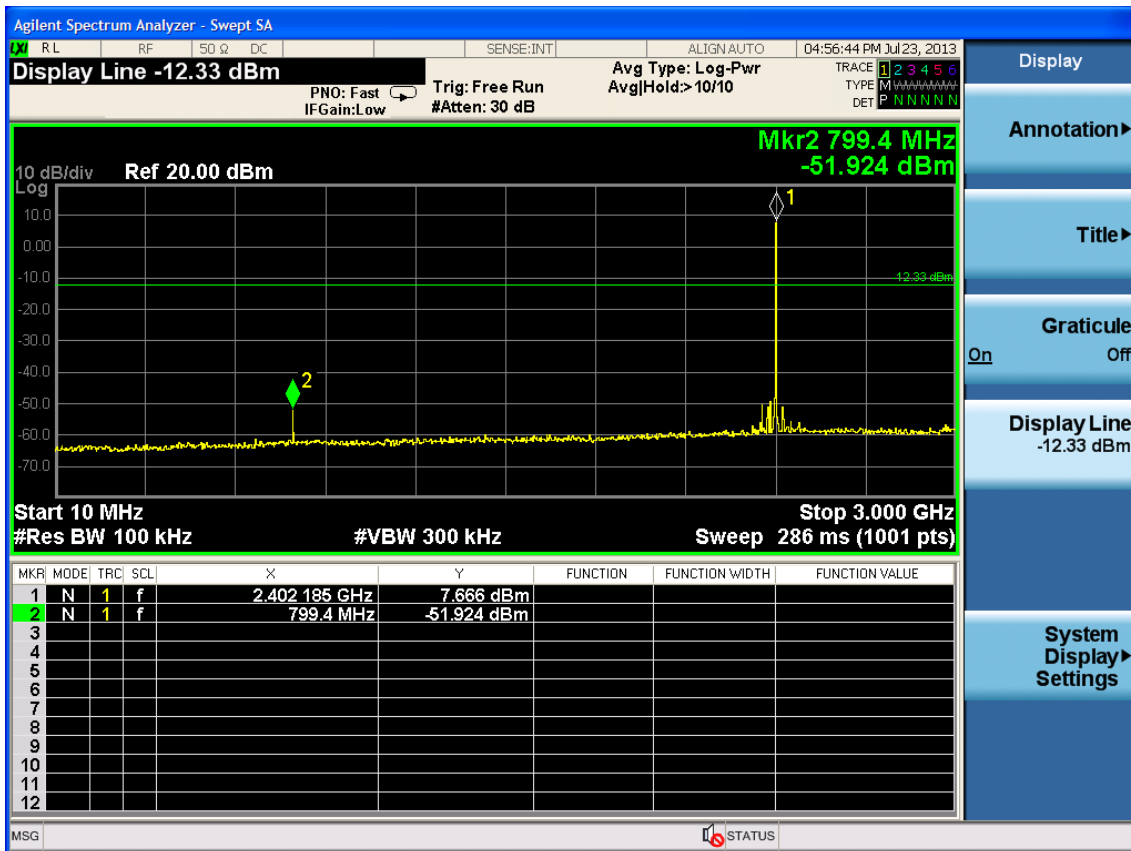 Agilent Spectrum Analyzer - Swept SA
LXI RL RF 50 Ω DC SENSE:INT ALIGN AUTO 04:56:44 PM Jul 23, 2013
Display Line -12.33 dBm
PNO: Fast
IFGain:Low
Trig: Free Run
#Atten: 30 dB
Avg Type: Log-Pwr
Avg|Hold:>10/10
TRACE 1 2 3 4 5 6
TYPE M WWWWW
DET P N N N N N
Mkr2 799.4 MHz
-51.924 dBm
10 dB/div Ref 20.00 dBm
Log
1
10.0
0.00
-10.0
-12.33 dBm
-20.0
-30.0
-40.0
2
-50.0
-60.0
-70.0
Start 10 MHz Stop 3.000 GHz
#Res BW 100 kHz #VBW 300 kHz Sweep 286 ms (1001 pts)
MKR MODE TRC SCL X Y FUNCTION FUNCTION WIDTH FUNCTION VALUE
1 N 1 f 2.402 185 GHz 7.666 dBm
2 N 1 f 799.4 MHz -51.924 dBm
3
4
5
6
7
8
9
10
11
12
MSG STATUS
Display
Annotation
Title
Graticule
On Off
Display Line
-12.33 dBm
System
Display
Settings